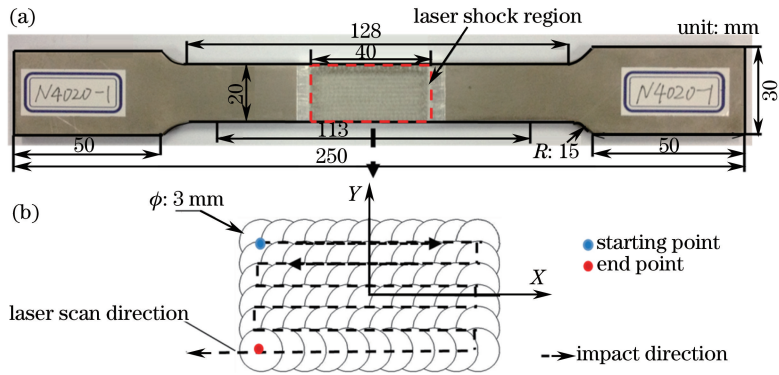 (a)
laser shock region
unit: mm
128
40
N4020-1
20
N4020-1
30
113
50
50
R: 15
250
(b)
ϕ: 3 mm
Y
starting point
end point
X
laser scan direction
impact direction